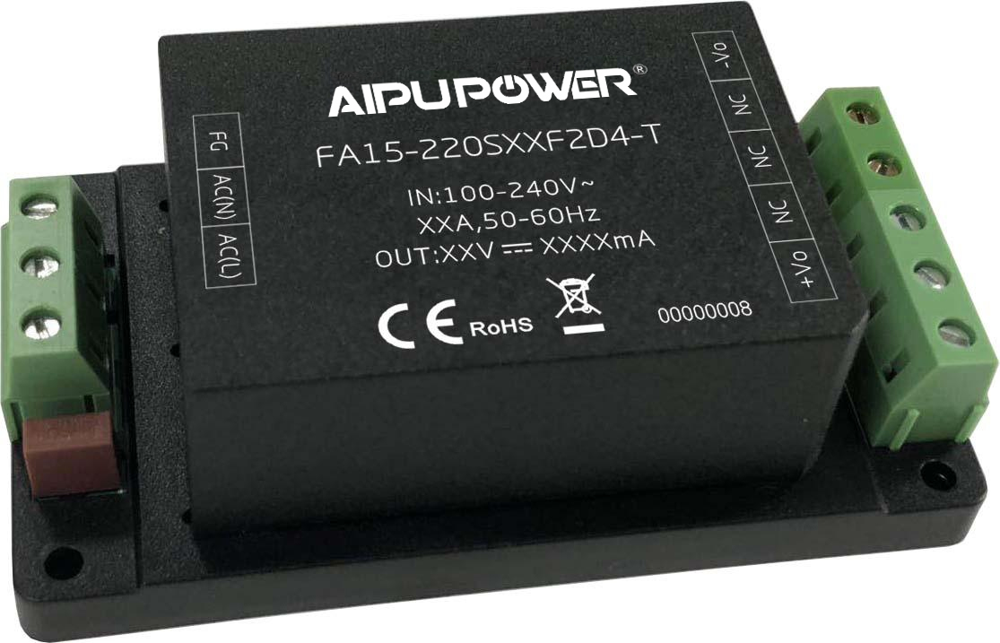 AIPUPOWER®
FA15-220SXXF2D4-T
IN:100-240V~
XXA,50-60Hz
OUT:XXV⎓XXXXmA
CE RoHS
00000008
FG
AC(N)
AC(L)
-Vo
NC
NC
NC
+Vo